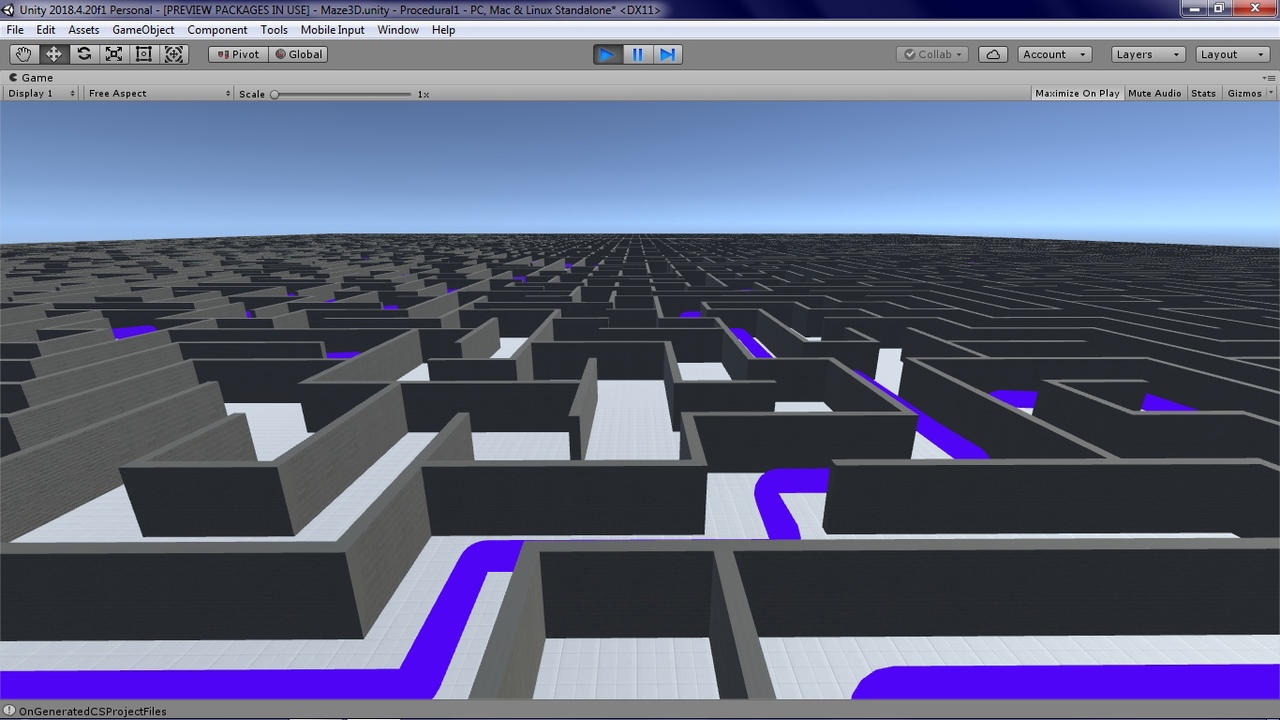 Unity 2018.4.20f1 Personal - [PREVIEW PACKAGES IN USE] - Maze3D.unity - Procedural1 - PC, Mac & Linux Standalone* <DX11>
File Edit Assets GameObject Component Tools Mobile Input Window Help
Pivot Global Collab Account Layers Layout
Game
Display 1 Free Aspect Scale 1x Maximize On Play Mute Audio Stats Gizmos
OnGeneratedCSProjectFiles